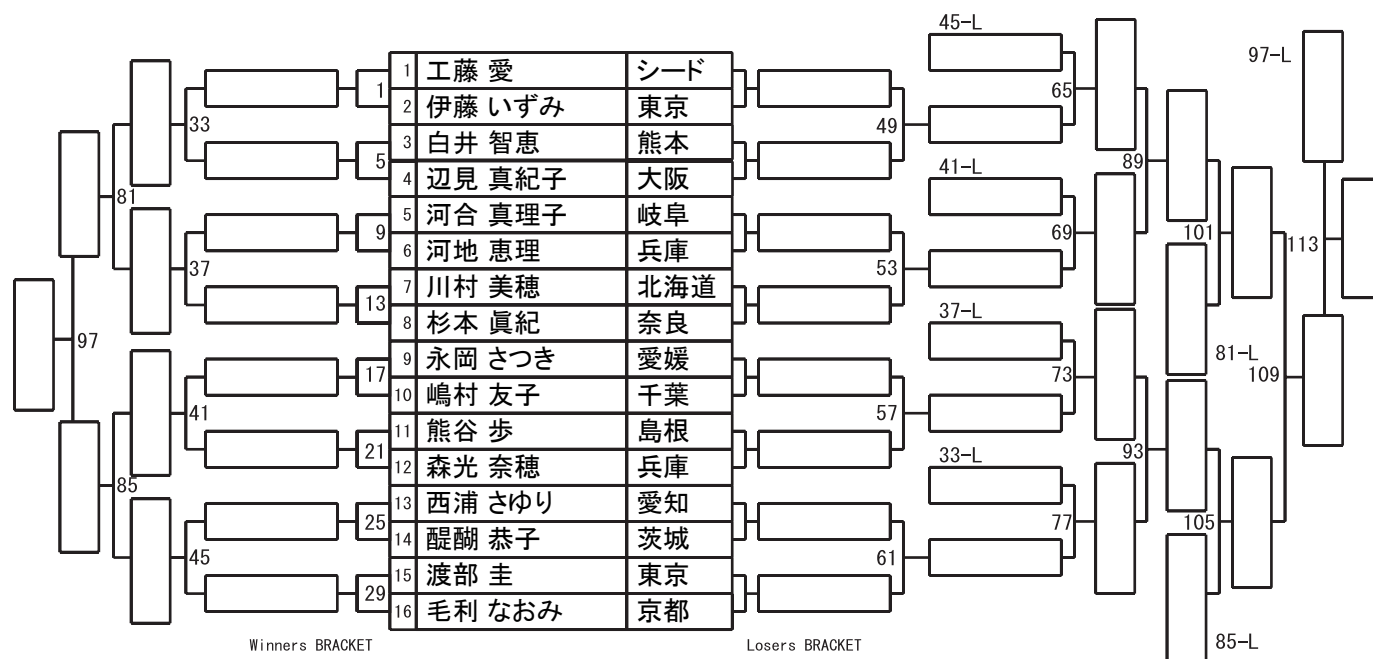 1 工藤 愛 シード
2 伊藤 いずみ 東京
3 白井 智恵 熊本
4 辺見 真紀子 大阪
5 河合 真理子 岐阜
6 河地 恵理 兵庫
7 川村 美穂 北海道
8 杉本 眞紀 奈良
9 永岡 さつき 愛媛
10 嶋村 友子 千葉
11 熊谷 歩 島根
12 森光 奈穂 兵庫
13 西浦 さゆり 愛知
14 醍醐 恭子 茨城
15 渡部 圭 東京
16 毛利 なおみ 京都
1
5
9
13
17
21
25
29
33
37
41
45
81
85
97
Winners BRACKET
49
53
57
61
45-L
65
41-L
69
37-L
73
33-L
77
89
93
101
81-L
105
85-L
109
97-L
113
Losers BRACKET